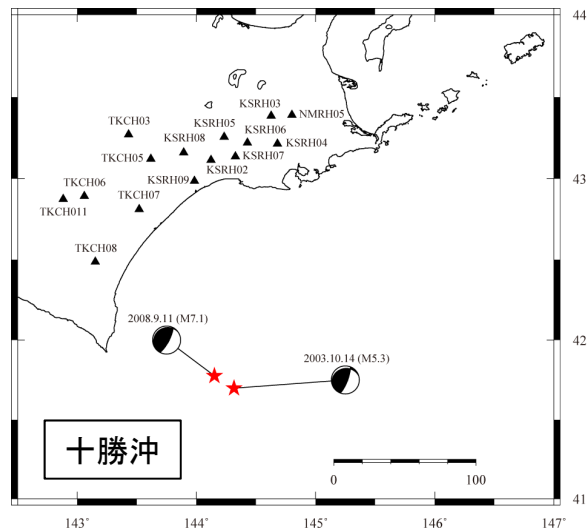 44
KSRH03
NMRH05
TKCH03
KSRH05
KSRH06
KSRH08
KSRH04
TKCH05
KSRH07
KSRH02
TKCH06
KSRH09
43
TKCH07
TKCH011
TKCH08
2008.9.11 (M7.1)
42
2003.10.14 (M5.3)
十勝沖
0 100
41
143˚ 144˚ 145˚ 146˚ 147˚